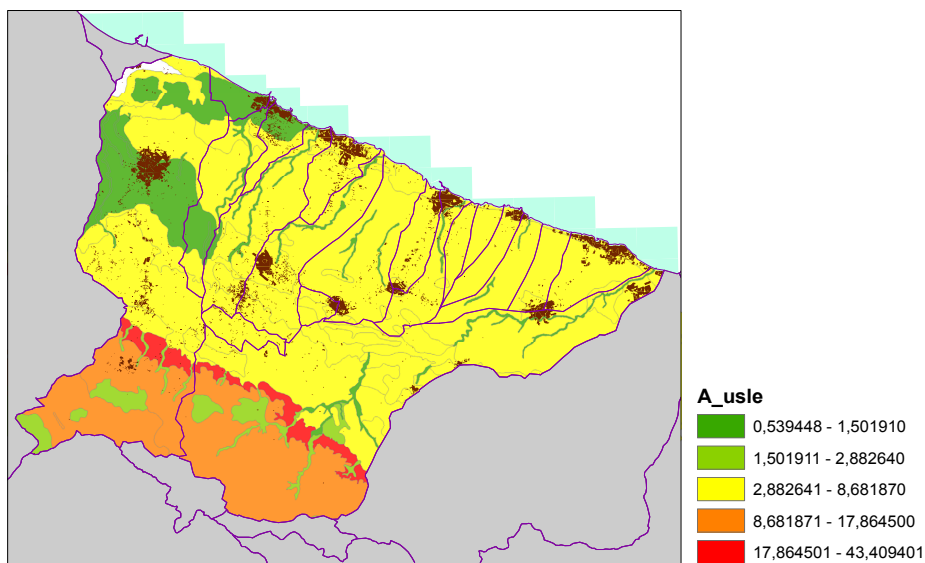 A_usle
0,539448 - 1,501910
1,501911 - 2,882640
2,882641 - 8,681870
8,681871 - 17,864500
17,864501 - 43,409401